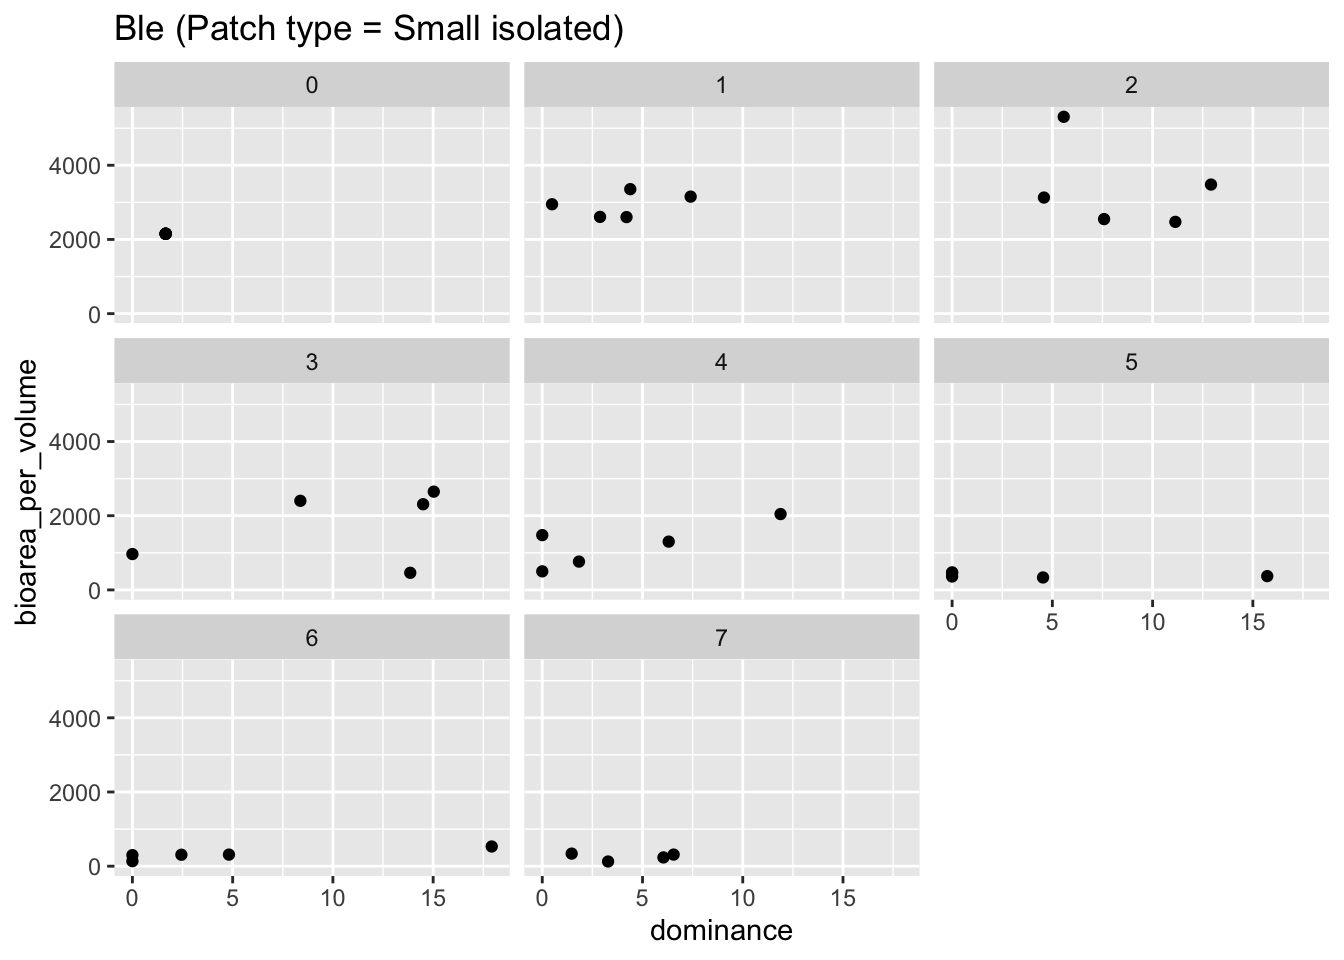 Ble (Patch type = Small isolated)
0 1 2
4000
2000
0
3 4 5
4000
2000
0
0 5 10 15
6 7
4000
2000
0
0 5 10 15 0 5 10 15
dominance
bioarea_per_volume